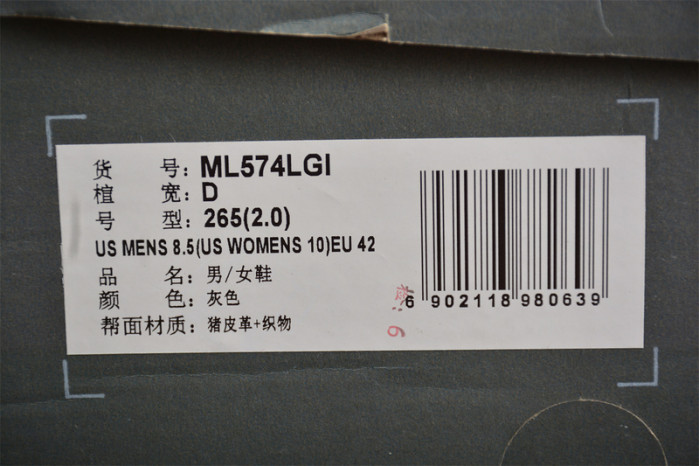 货 号: ML574LGI
楦 宽: D
号 型: 265(2.0)
US MENS 8.5(US WOMENS 10)EU 42
品 名: 男/女鞋
颜 色: 灰色
帮面材质: 猪皮革+织物
6 902118 980639